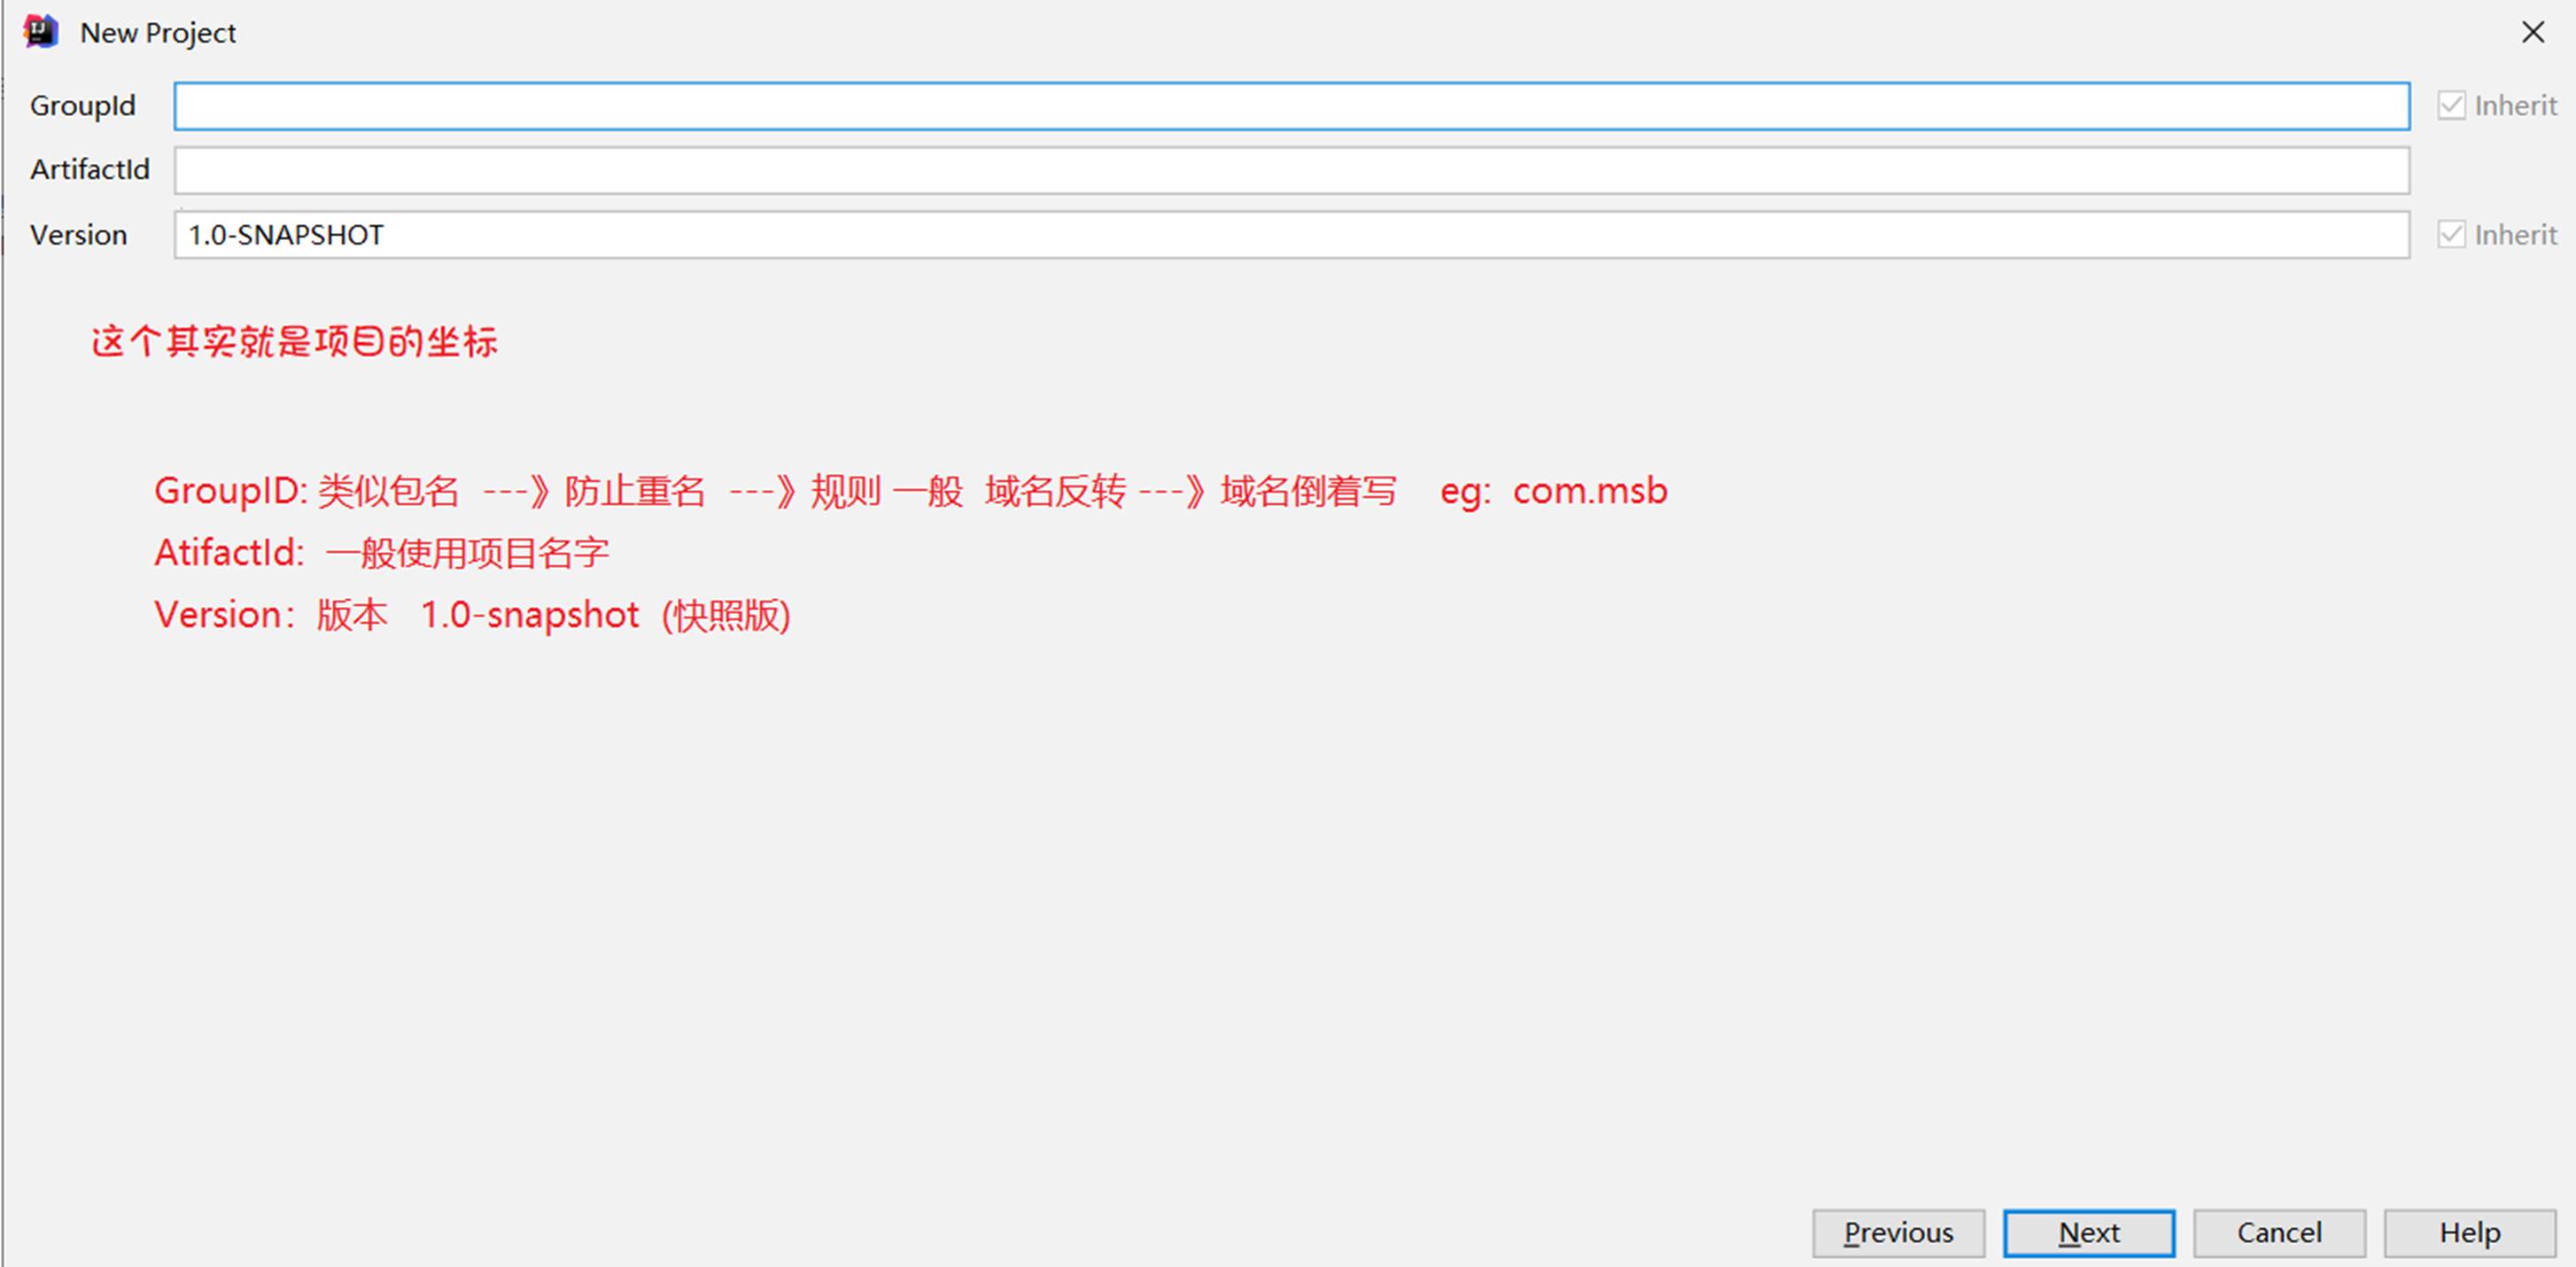 New Project
GroupId Inherit
ArtifactId
Version 1.0-SNAPSHOT Inherit
这个其实就是项目的坐标
GroupID: 类似包名 ---》防止重名 ---》规则 一般 域名反转 ---》域名倒着写 eg: com.msb
AtifactId: 一般使用项目名字
Version：版本 1.0-snapshot (快照版)
Previous Next Cancel Help